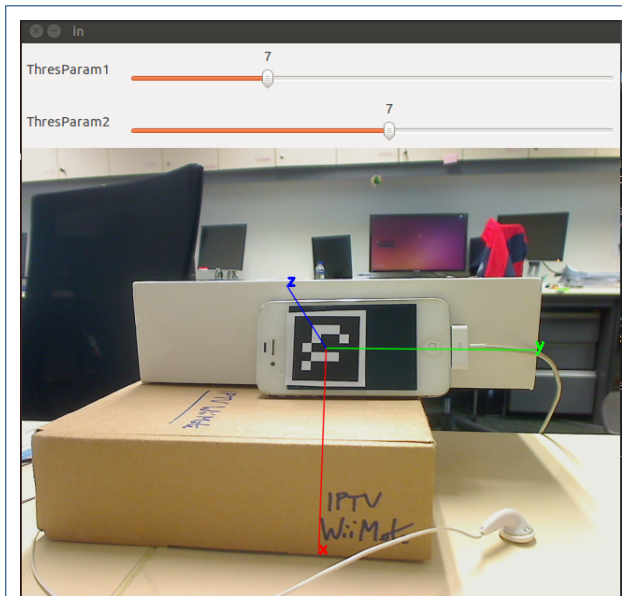 in
7
ThresParam1
7
ThresParam2
z
y
IPTV
WiiMot
x